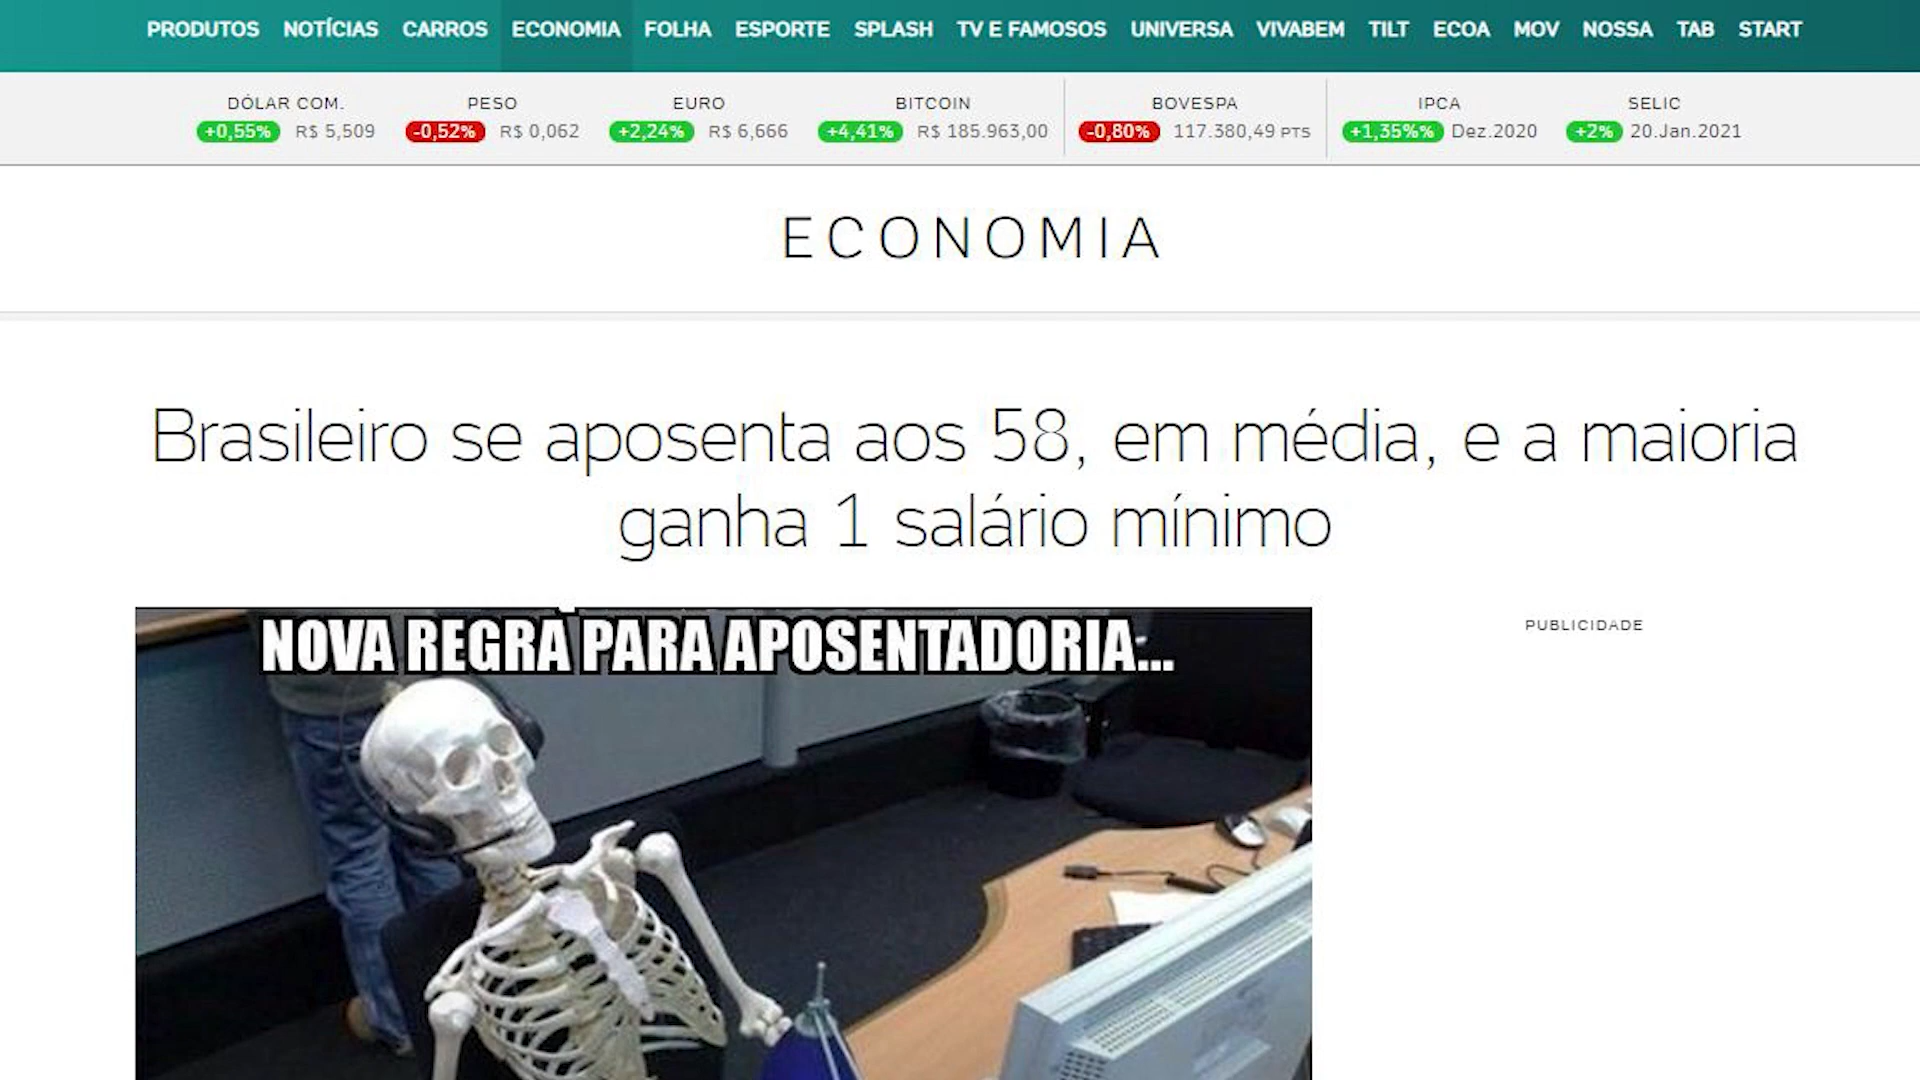 PRODUTOS NOTÍCIAS CARROS ECONOMIA FOLHA ESPORTE SPLASH TV E FAMOSOS UNIVERSA VIVABEM TILT ECOA MOV NOSSA TAB START
DÓLAR COM. PESO EURO BITCOIN BOVESPA IPCA SELIC
+0,55% R$ 5,509 -0,52% R$ 0,062 +2,24% R$ 6,666 +4,41% R$ 185.963,00 -0,80% 117.380,49 PTS +1,35%% Dez.2020 +2% 20.Jan.2021
ECONOMIA
Brasileiro se aposenta aos 58, em média, e a maioria
ganha 1 salário mínimo
NOVA REGRA PARA APOSENTADORIA...
PUBLICIDADE